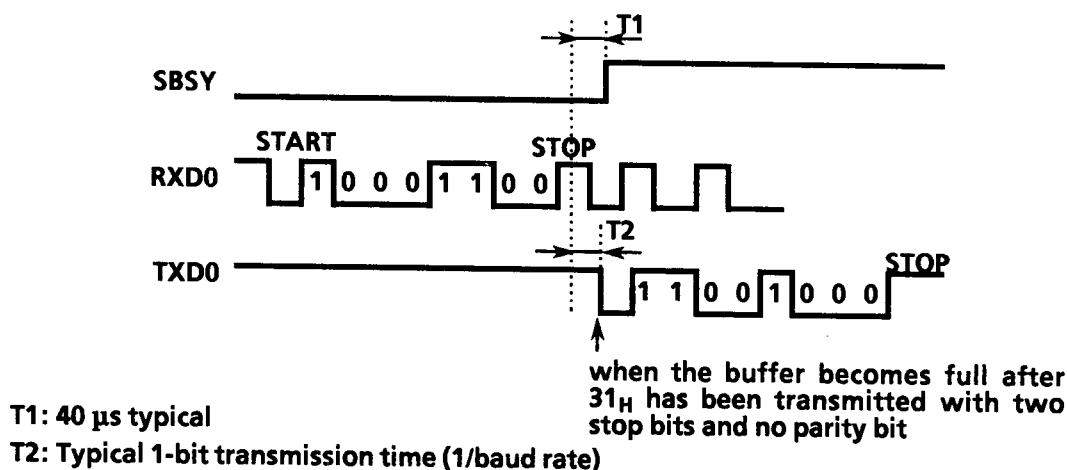 T1
SBSY
START
STOP
RXD0
1 0 0 0 1 1 0 0
T2
TXD0
STOP
1 1 0 0 1 0 0 0
when the buffer becomes full after
31H has been transmitted with two
stop bits and no parity bit
T1: 40 µs typical
T2: Typical 1-bit transmission time (1/baud rate)